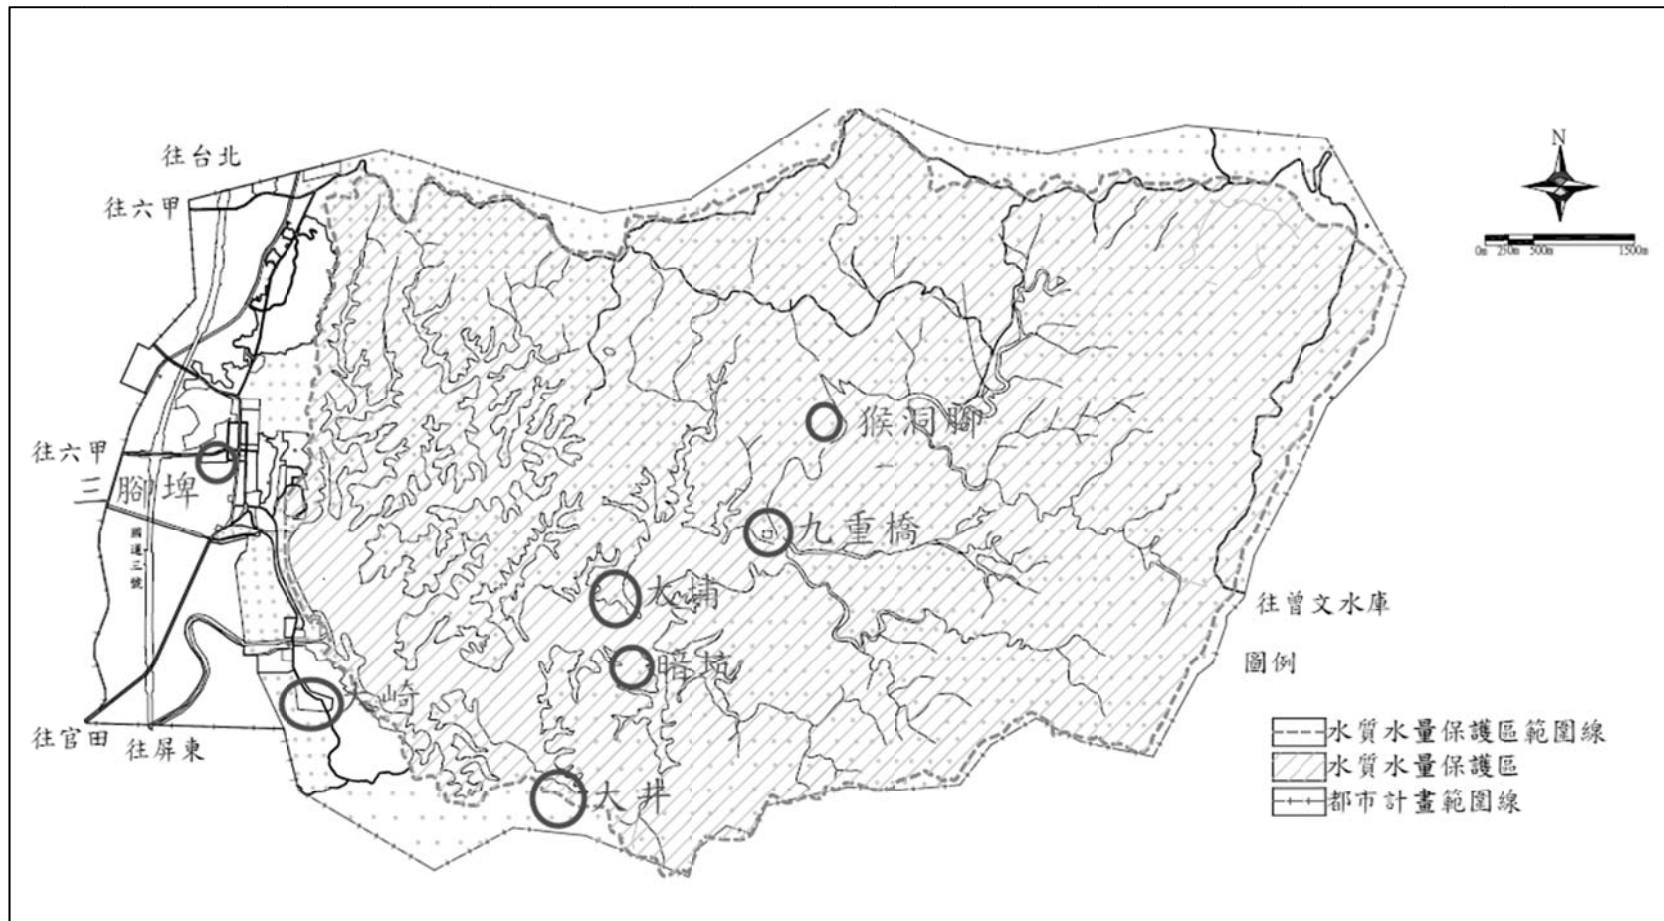 往台北
往六甲
N
0m 250m 500m 1500m
猴洞腳
往六甲
三腳埤
國道三號
九重橋
大埔
往曾文水庫
暗坑
圖例
大崎
往官田
往屏東
水質水量保護區範圍線
水質水量保護區
大井
都市計畫範圍線